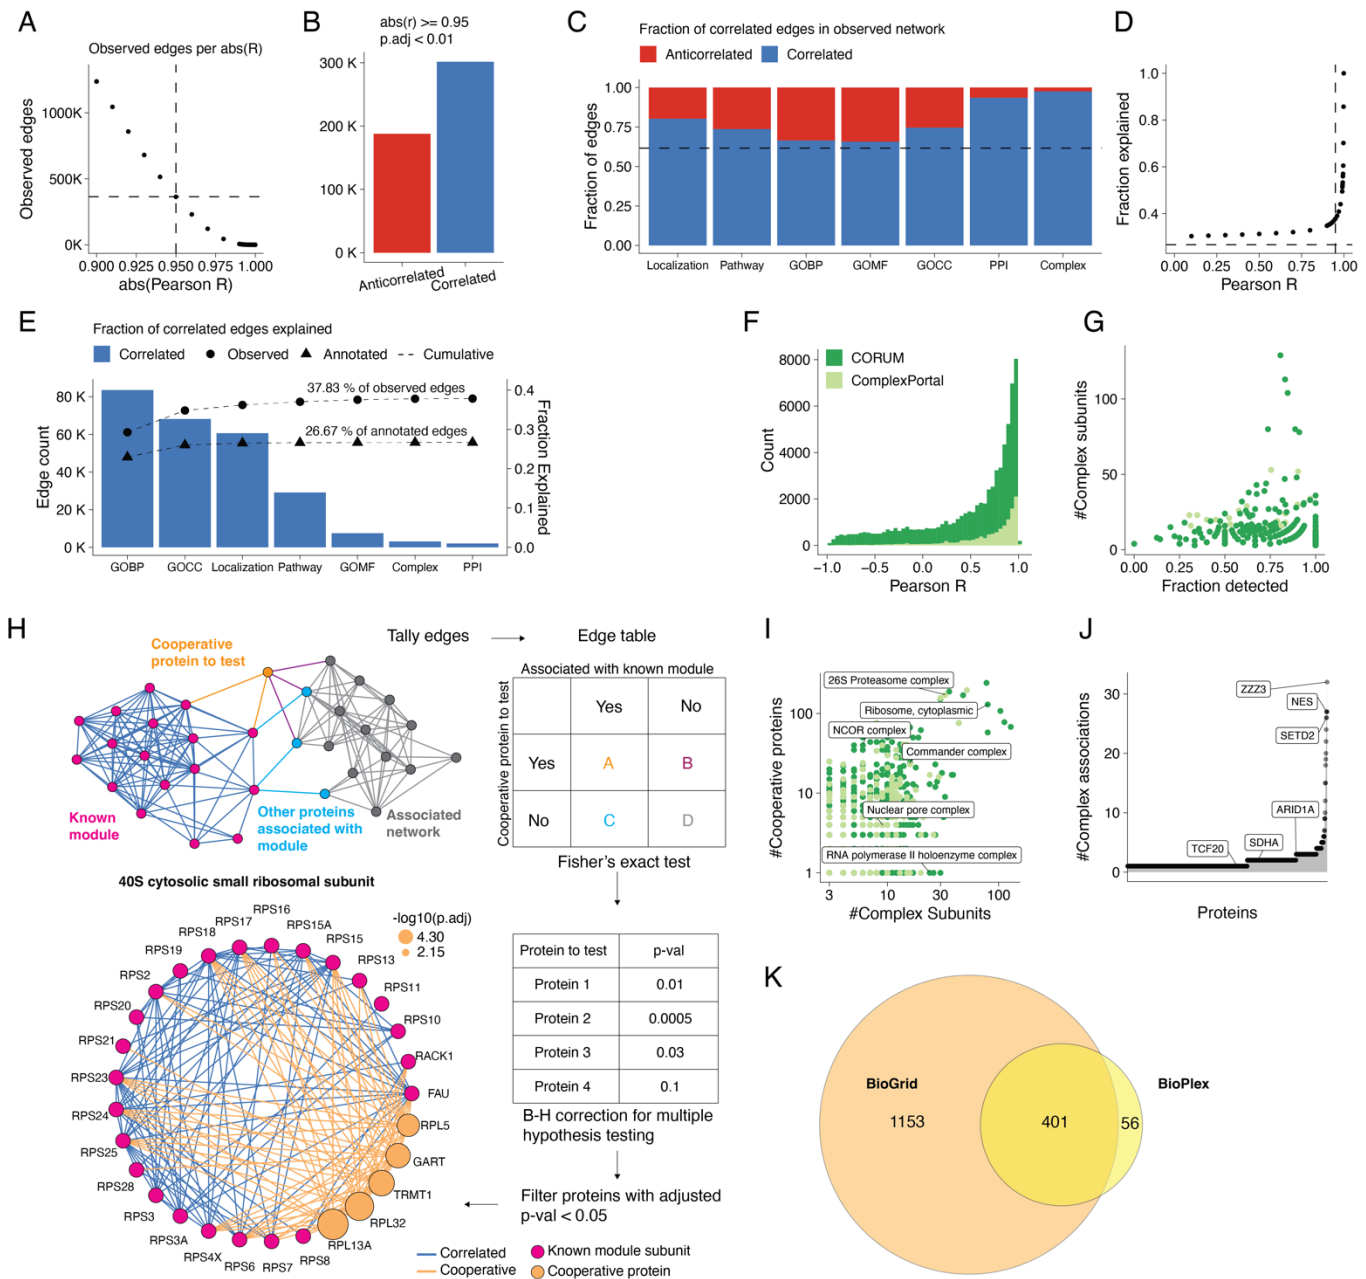 A
Observed edges per abs(R)
Observed edges
1000K
500K
0K
0.900 0.925 0.950 0.975 1.000
abs(Pearson R)
B
abs(r) >= 0.95
p.adj < 0.01
300 K
200 K
100 K
0 K
Anticorrelated Correlated
C
Fraction of correlated edges in observed network
Anticorrelated Correlated
Fraction of edges
1.00
0.75
0.50
0.25
0.00
Localization Pathway GOBP GOMF GOCC PPI Complex
D
Fraction explained
1.0
0.8
0.6
0.4
0.00 0.25 0.50 0.75 1.00
Pearson R
E
Fraction of correlated edges explained
Correlated Observed Annotated Cumulative
37.83 % of observed edges
26.67 % of annotated edges
Edge count
80 K
60 K
40 K
20 K
0 K
0.4
0.3
0.2
0.1
0.0
Fraction Explained
GOBP GOCC Localization Pathway GOMF Complex PPI
F
CORUM
ComplexPortal
Count
8000
6000
4000
2000
0
−1.0 −0.5 0.0 0.5 1.0
Pearson R
G
#Complex subunits
100
50
0
0.00 0.25 0.50 0.75 1.00
Fraction detected
H
Cooperative
protein to test
Known
module
Other proteins
associated with
module
Associated
network
Tally edges
Edge table
Associated with known module
Cooperative protein to test
Yes No
Yes A B
No C D
Fisher's exact test
Protein to test p-val
Protein 1 0.01
Protein 2 0.0005
Protein 3 0.03
Protein 4 0.1
B-H correction for multiple
hypothesis testing
Filter proteins with adjusted
p-val < 0.05
40S cytosolic small ribosomal subunit
-log10(p.adj)
4.30
2.15
RPS16
RPS15A
RPS15
RPS13
RPS11
RPS10
RACK1
FAU
RPL5
GART
TRMT1
RPL32
RPL13A
RPS8
RPS7
RPS6
RPS4X
RPS3A
RPS3
RPS28
RPS25
RPS24
RPS23
RPS21
RPS20
RPS2
RPS19
RPS18
RPS17
Correlated
Cooperative
Known module subunit
Cooperative protein
I
#Cooperative proteins
100
10
1
26S Proteasome complex
Ribosome, cytoplasmic
NCOR complex
Commander complex
Nuclear pore complex
RNA polymerase II holoenzyme complex
3 10 30 100
#Complex Subunits
J
#Complex associations
30
20
10
0
ZZZ3
NES
SETD2
ARID1A
SDHA
TCF20
Proteins
K
BioGrid
BioPlex
1153
401
56